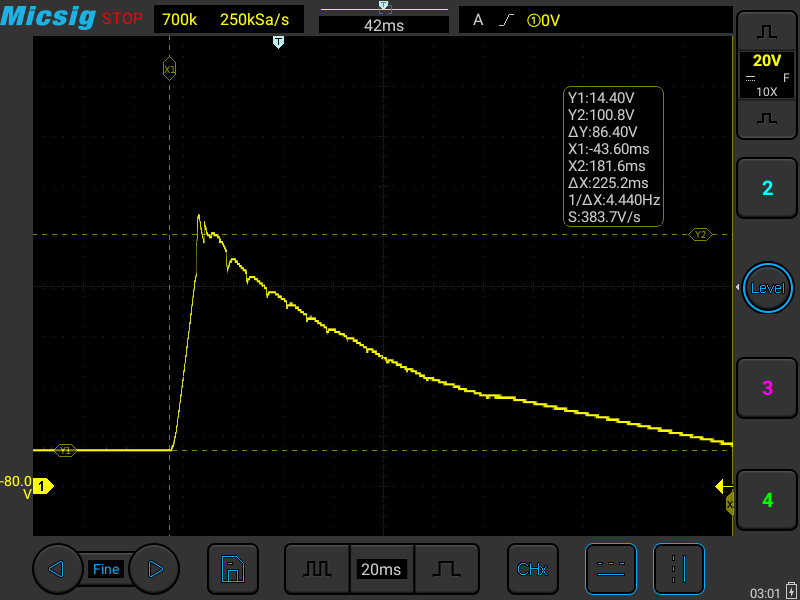 Micsig STOP 700k 250kSa/s 42ms A ①0V
T
X1
20V
F
10X
Y1:14.40V
Y2:100.8V
ΔY:86.40V
X1:-43.60ms
X2:181.6ms
ΔX:225.2ms
1/ΔX:4.440Hz
S:383.7V/s
2
Y2
Level
3
Y1
-80.0
V
1
4
Fine
20ms
CHx
03:01